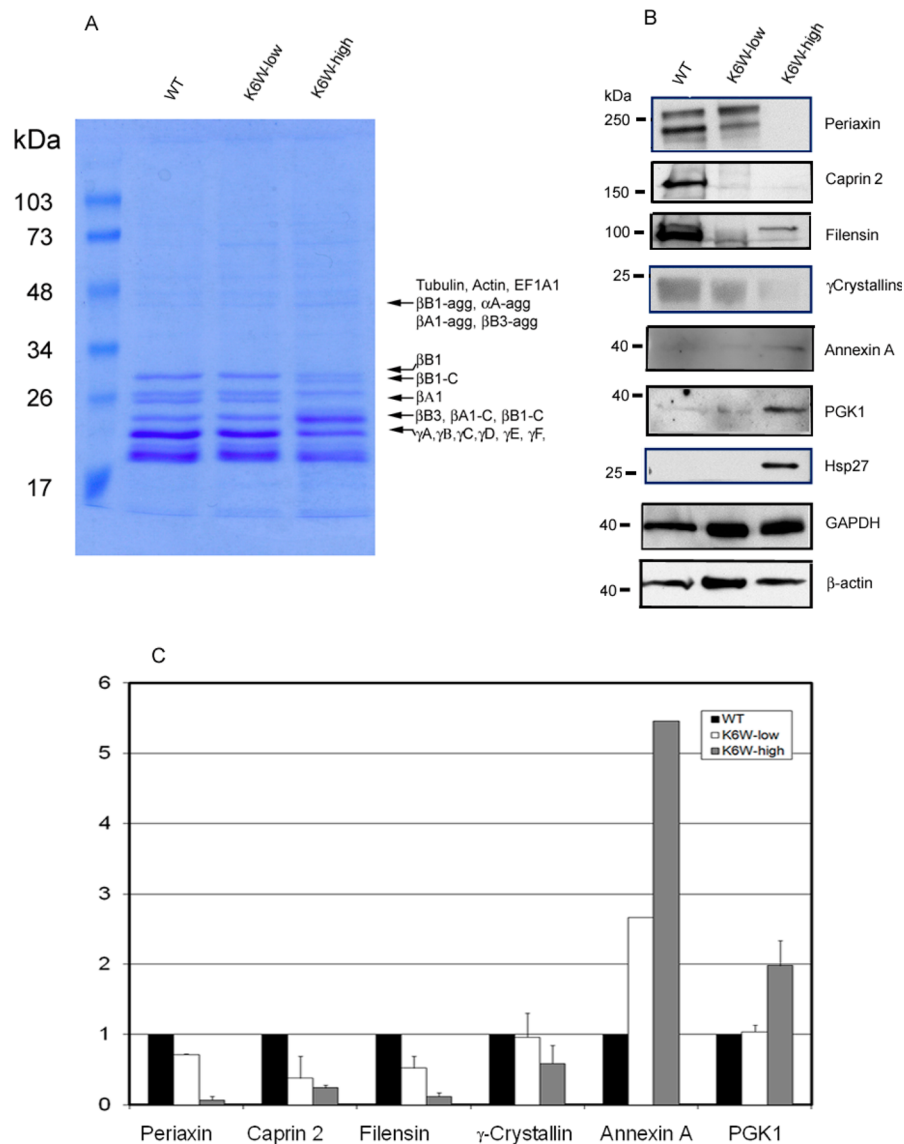 A
WT
K6W-low
K6W-high
kDa
103
73
48
34
26
17
Tubulin, Actin, EF1A1
βB1-agg, αA-agg
βA1-agg, βB3-agg
βB1
βB1-C
βA1
βB3, βA1-C, βB1-C
γA,γB,γC,γD, γE, γF,
B
WT
K6W-low
K6W-high
kDa
250
Periaxin
150
Caprin 2
100
Filensin
25
γCrystallins
40
Annexin A
40
PGK1
25
Hsp27
40
GAPDH
40
β-actin
C
6
5
4
3
2
1
0
WT
K6W-low
K6W-high
Periaxin Caprin 2 Filensin γ-Crystallin Annexin A PGK1